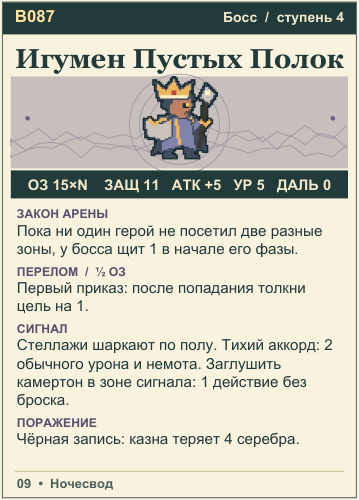 B087
Босс / ступень 4
Игумен Пустых Полок
ОЗ 15×N ЗАЩ 11 АТК +5 УР 5 ДАЛЬ 0
ЗАКОН АРЕНЫ
Пока ни один герой не посетил две разные
зоны, у босса щит 1 в начале его фазы.
ПЕРЕЛОМ / ½ ОЗ
Первый приказ: после попадания толкни
цель на 1.
СИГНАЛ
Стеллажи шаркают по полу. Тихий аккорд: 2
обычного урона и немота. Заглушить
камертон в зоне сигнала: 1 действие без
броска.
ПОРАЖЕНИЕ
Чёрная запись: казна теряет 4 серебра.
09 • Ночесвод